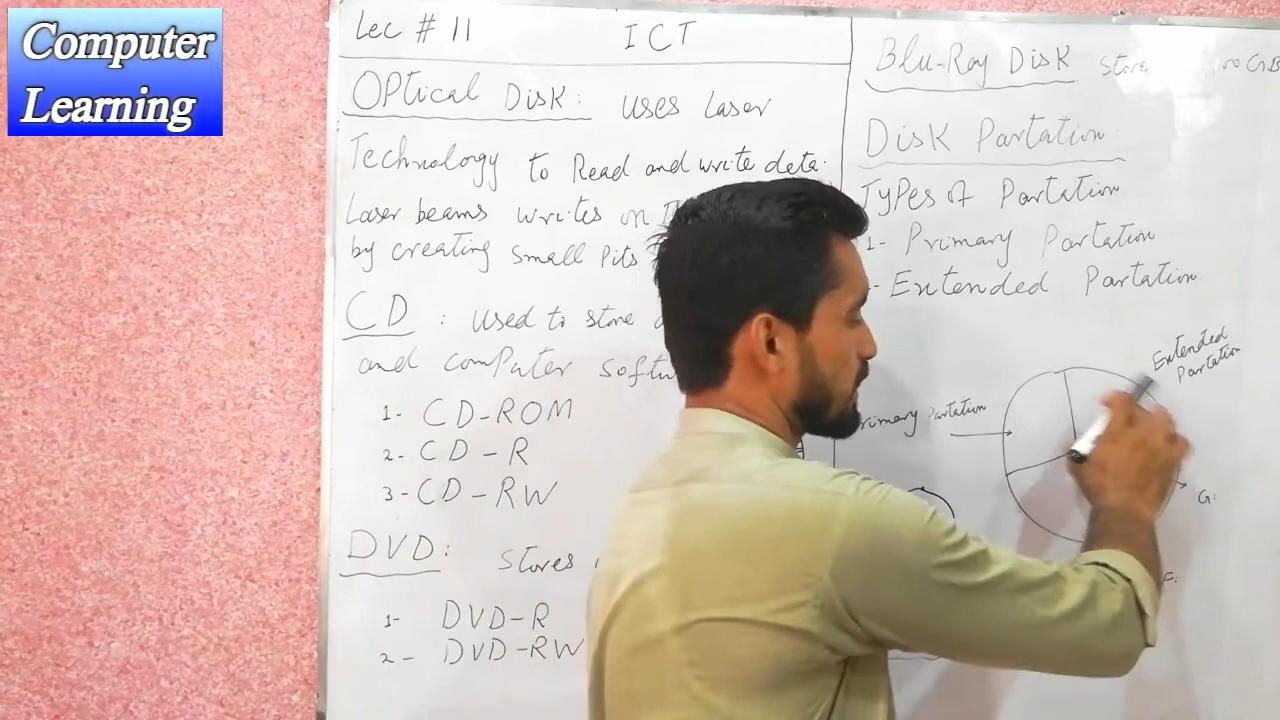 Computer
Learning
Lec # 11 ICT
OPtical Disk: uses Laser
Technology to Read and write deta.
Laser beams writes on
by creating small Pits
CD : used to store
and comPuter
1- CD-ROM
2- CD-R
3- CD-RW
DVD: stores
1- DVD-R
2- DVD-RW
Blu-Ray Disk store 100 GB
Disk Partation
TyPes of Partation
1- Primary Partation
Extended Partation
Extended
Partation
Primary Partation
G: